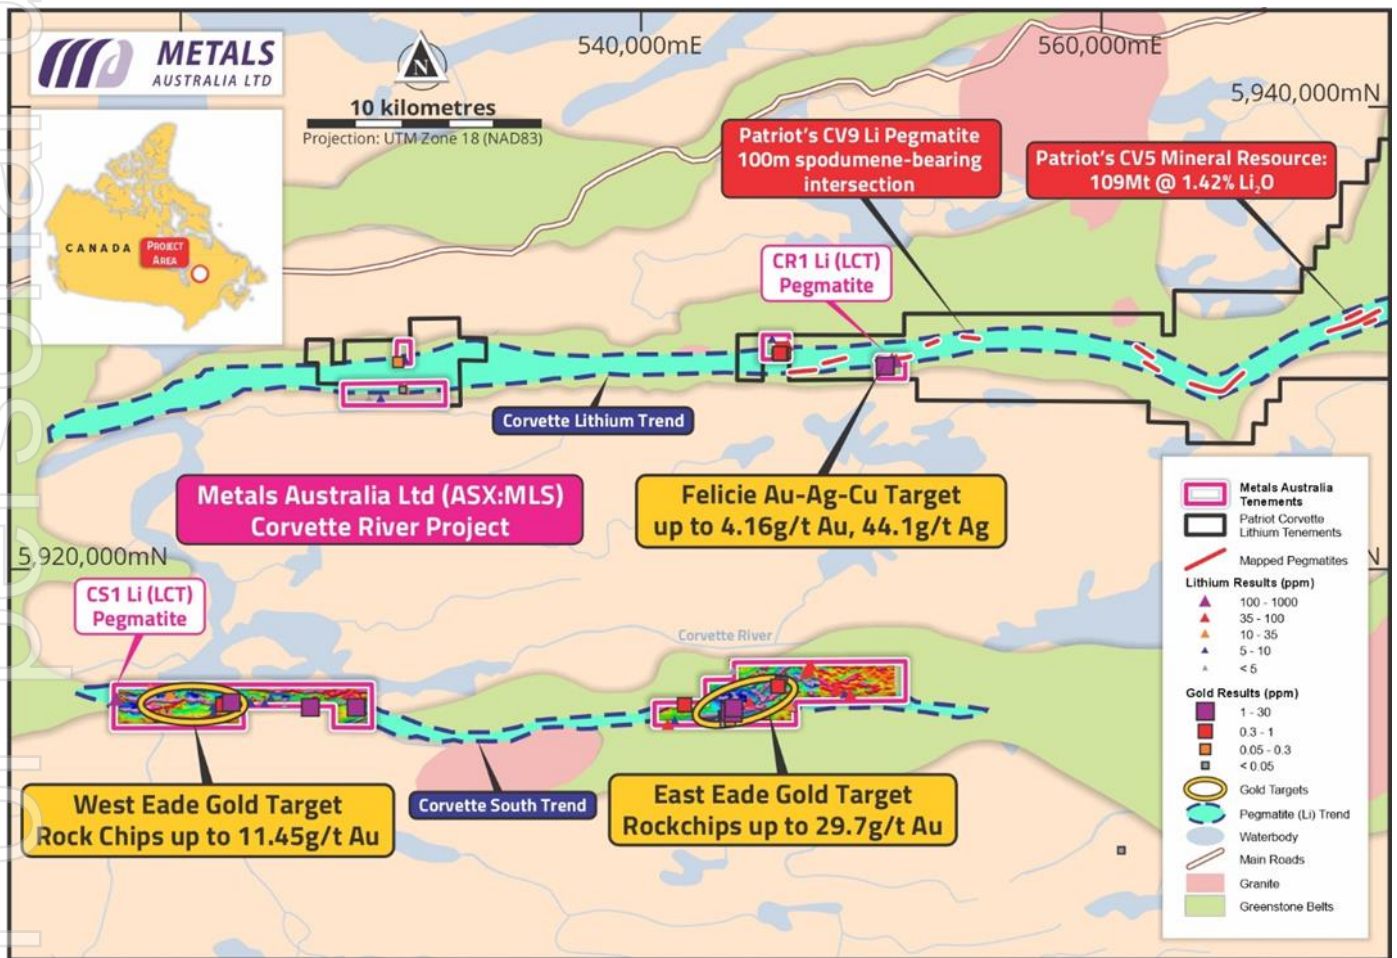 METALS
AUSTRALIA LTD
N
10 kilometres
Projection: UTM Zone 18 (NAD83)
540,000mE
560,000mE
5,940,000mN
CANADA
PROJECT
AREA
Patriot's CV9 Li Pegmatite
100m spodumene-bearing
intersection
Patriot's CV5 Mineral Resource:
109Mt @ 1.42% Li₂O
CR1 Li (LCT)
Pegmatite
Corvette Lithium Trend
Metals Australia Ltd (ASX:MLS)
Corvette River Project
Felicie Au-Ag-Cu Target
up to 4.16g/t Au, 44.1g/t Ag
5,920,000mN
N
CS1 Li (LCT)
Pegmatite
Corvette River
West Eade Gold Target
Rock Chips up to 11.45g/t Au
Corvette South Trend
East Eade Gold Target
Rockchips up to 29.7g/t Au
Metals Australia
Tenements
Patriot Corvette
Lithium Tenements
Mapped Pegmatites
Lithium Results (ppm)
100 - 1000
35 - 100
10 - 35
5 - 10
< 5
Gold Results (ppm)
1 - 30
0.3 - 1
0.05 - 0.3
< 0.05
Gold Targets
Pegmatite (Li) Trend
Waterbody
Main Roads
Granite
Greenstone Belts